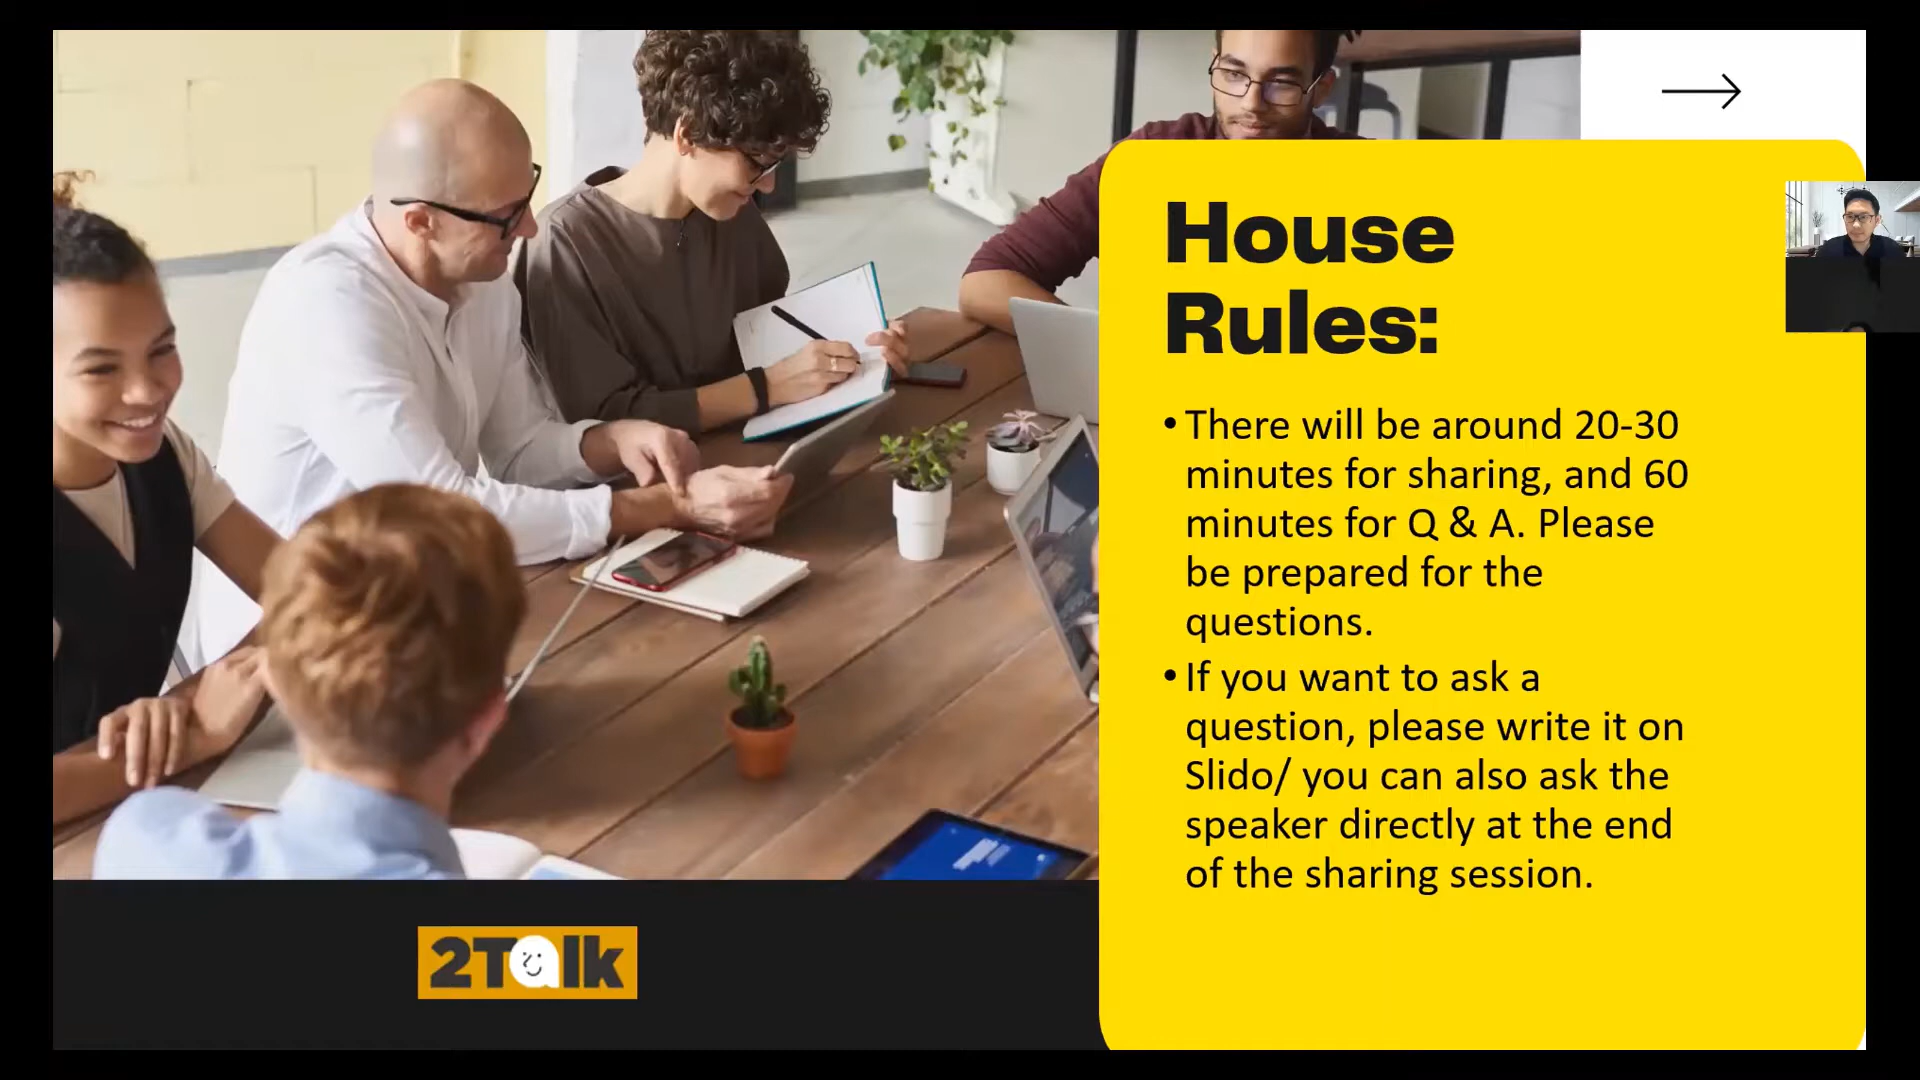 House
Rules:
• There will be around 20-30
minutes for sharing, and 60
minutes for Q & A. Please
be prepared for the
questions.
• If you want to ask a
question, please write it on
Slido/ you can also ask the
speaker directly at the end
of the sharing session.
2Talk